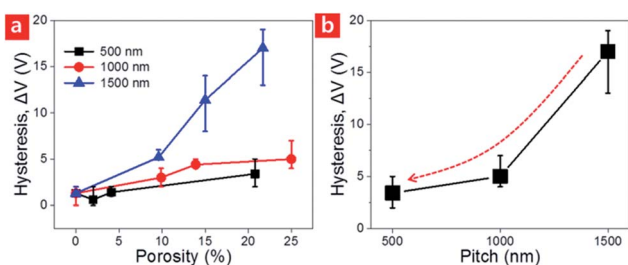 a
Hysteresis, ΔV (V)
20
15
10
5
0
500 nm
1000 nm
1500 nm
0 5 10 15 20 25
Porosity (%)
b
Hysteresis, ΔV (V)
20
15
10
5
0
500 1000 1500
Pitch (nm)